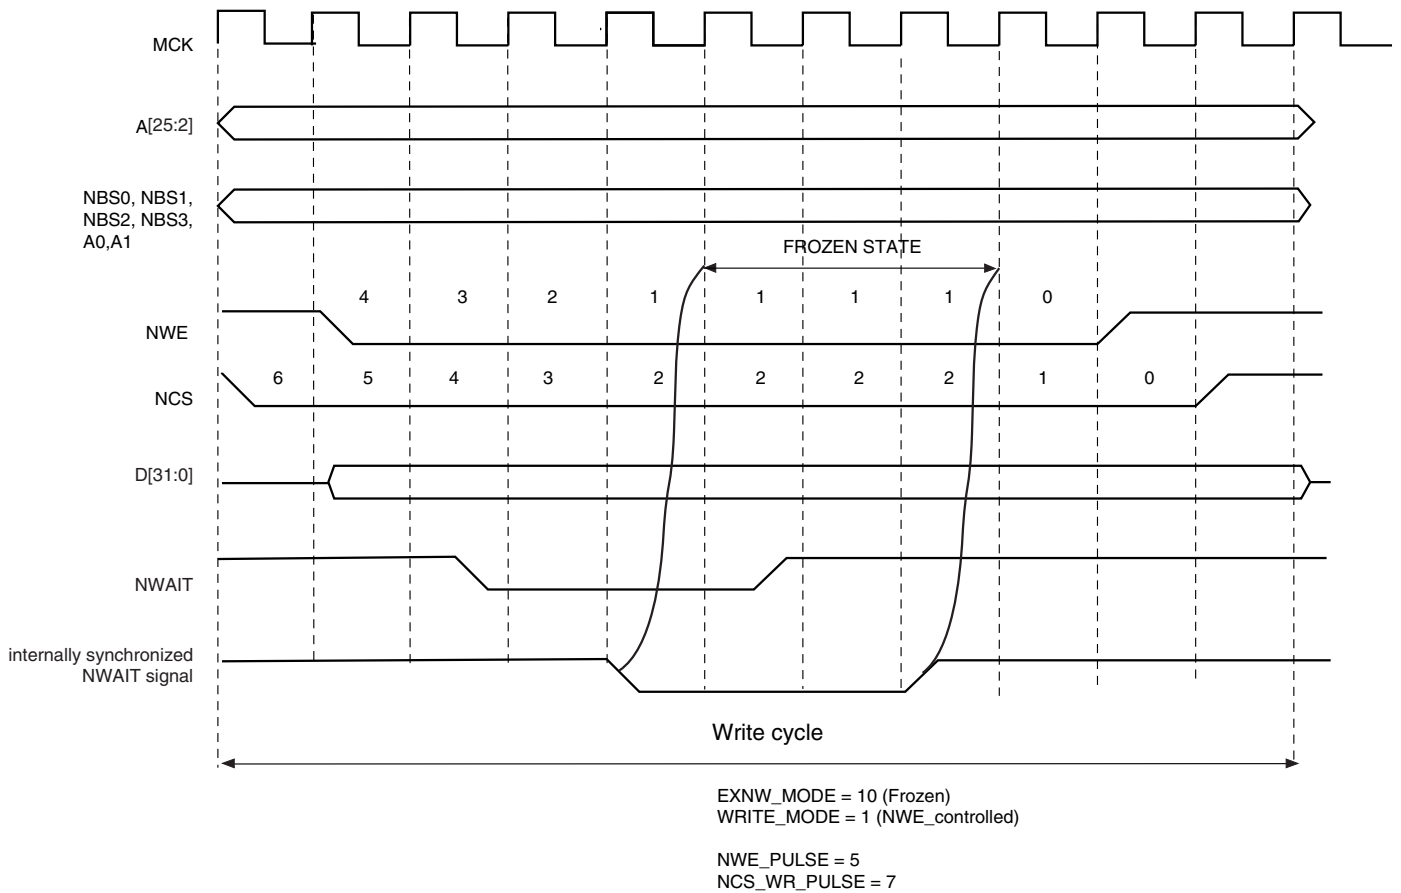 MCK
A[25:2]
NBS0, NBS1,
NBS2, NBS3,
A0,A1
FROZEN STATE
4 3 2 1 1 1 1 0
NWE
6 5 4 3 2 2 2 2 1 0
NCS
D[31:0]
NWAIT
internally synchronized
NWAIT signal
Write cycle
EXNW_MODE = 10 (Frozen)
WRITE_MODE = 1 (NWE_controlled)
NWE_PULSE = 5
NCS_WR_PULSE = 7